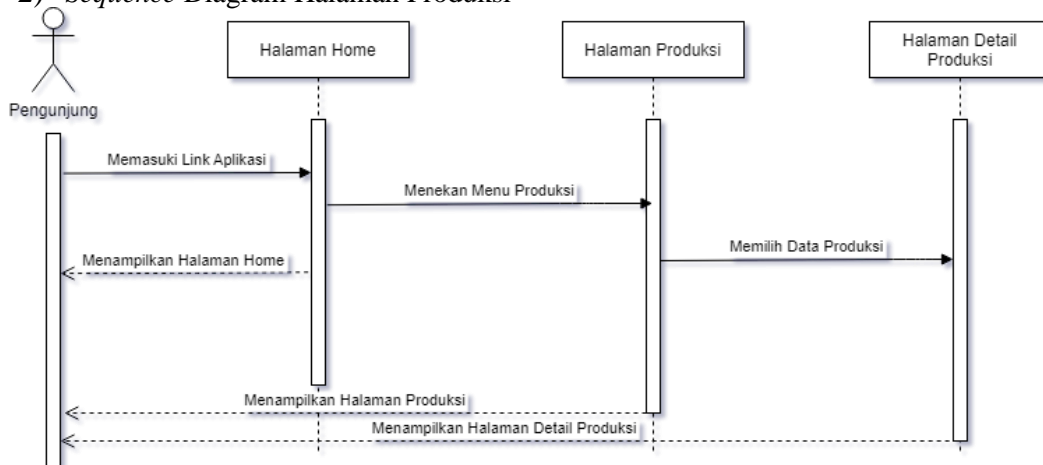 2) Sequence Diagram Halaman Produksi
Halaman Home
Halaman Produksi
Halaman Detail
Produksi
Pengunjung
Memasuki Link Aplikasi
Menekan Menu Produksi
Memilih Data Produksi
Menampilkan Halaman Home
Menampilkan Halaman Produksi
Menampilkan Halaman Detail Produksi